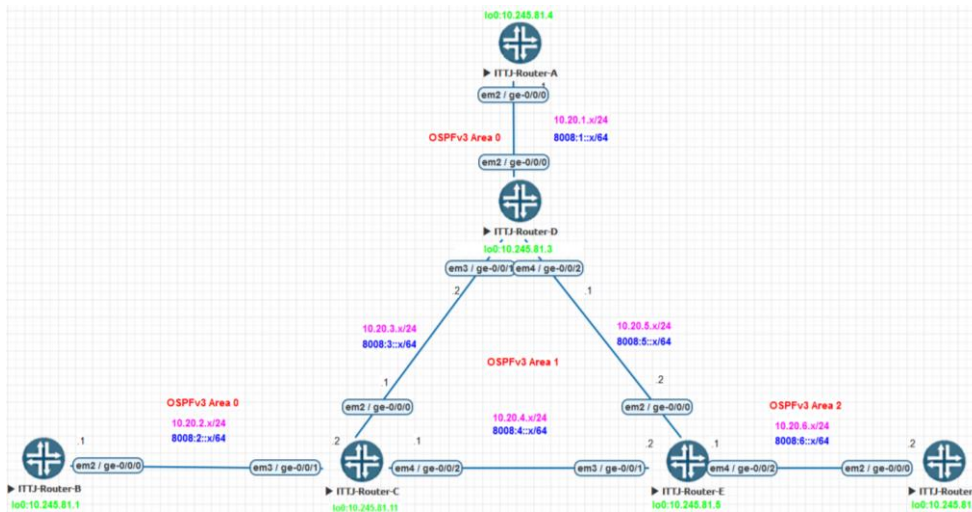 lo0:10.245.81.4
ITTJ-Router-A
em2 / ge-0/0/0
10.20.1.x/24
OSPFv3 Area 0
8008:1::x/64
em2 / ge-0/0/0
ITTJ-Router-D
lo0:10.245.81.3
em3 / ge-0/0/1
em4 / ge-0/0/2
.2
.1
10.20.3.x/24
8008:3::x/64
10.20.5.x/24
8008:5::x/64
OSPFv3 Area 1
.1
.2
em2 / ge-0/0/0
em2 / ge-0/0/0
OSPFv3 Area 0
10.20.2.x/24
8008:2::x/64
10.20.4.x/24
8008:4::x/64
OSPFv3 Area 2
10.20.6.x/24
8008:6::x/64
.1
.2
.1
.2
.1
.2
em2 / ge-0/0/0
em3 / ge-0/0/1
em4 / ge-0/0/2
em3 / ge-0/0/1
em4 / ge-0/0/2
em2 / ge-0/0/0
ITTJ-Router-B
ITTJ-Router-C
ITTJ-Router-E
ITTJ-Router
lo0:10.245.81.1
lo0:10.245.81.11
lo0:10.245.81.5
lo0:10.245.81